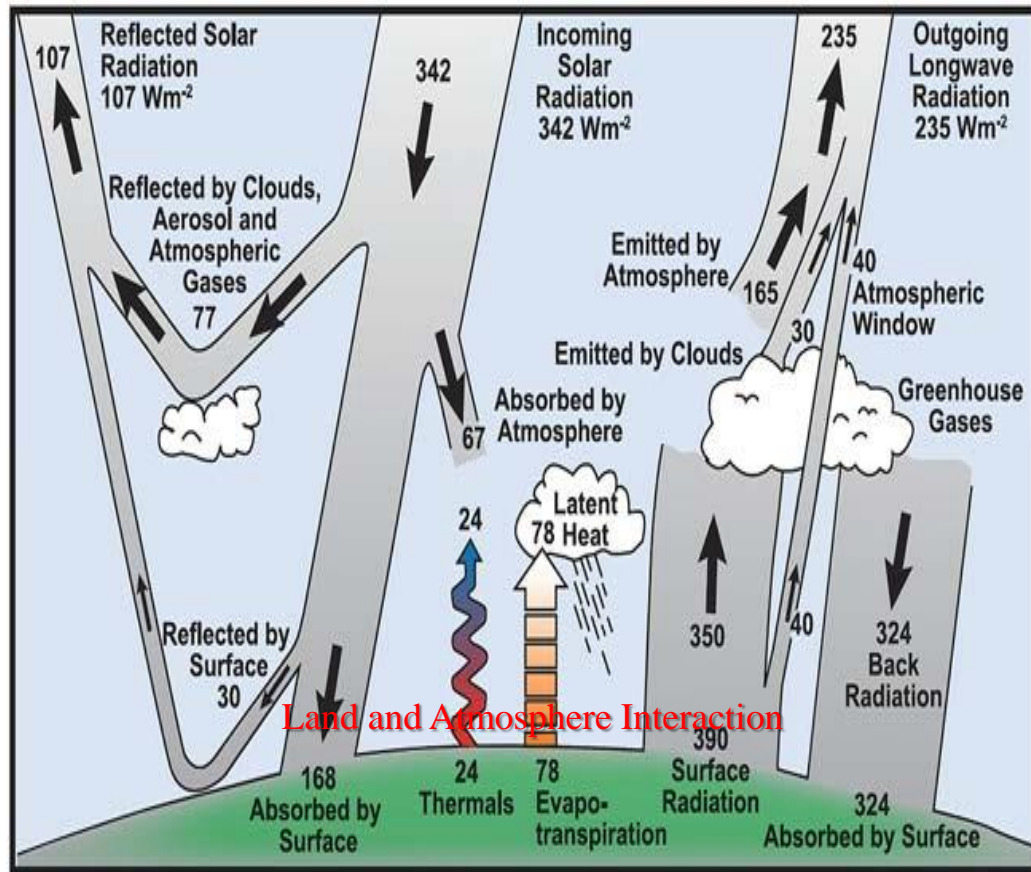 107
Reflected Solar
Radiation
107 Wm-2
342
Incoming
Solar
Radiation
342 Wm-2
235
Outgoing
Longwave
Radiation
235 Wm-2
Reflected by Clouds,
Aerosol and
Atmospheric
Gases
77
Emitted by
Atmosphere
165
40
Atmospheric
Window
30
Emitted by Clouds
Greenhouse
Gases
Absorbed by
Atmosphere
67
24
78
Latent
Heat
350
40
324
Back
Radiation
Reflected by
Surface
30
Land and Atmosphere Interaction
168
Absorbed by
Surface
24
Thermals
78
Evapo-
transpiration
390
Surface
Radiation
324
Absorbed by Surface